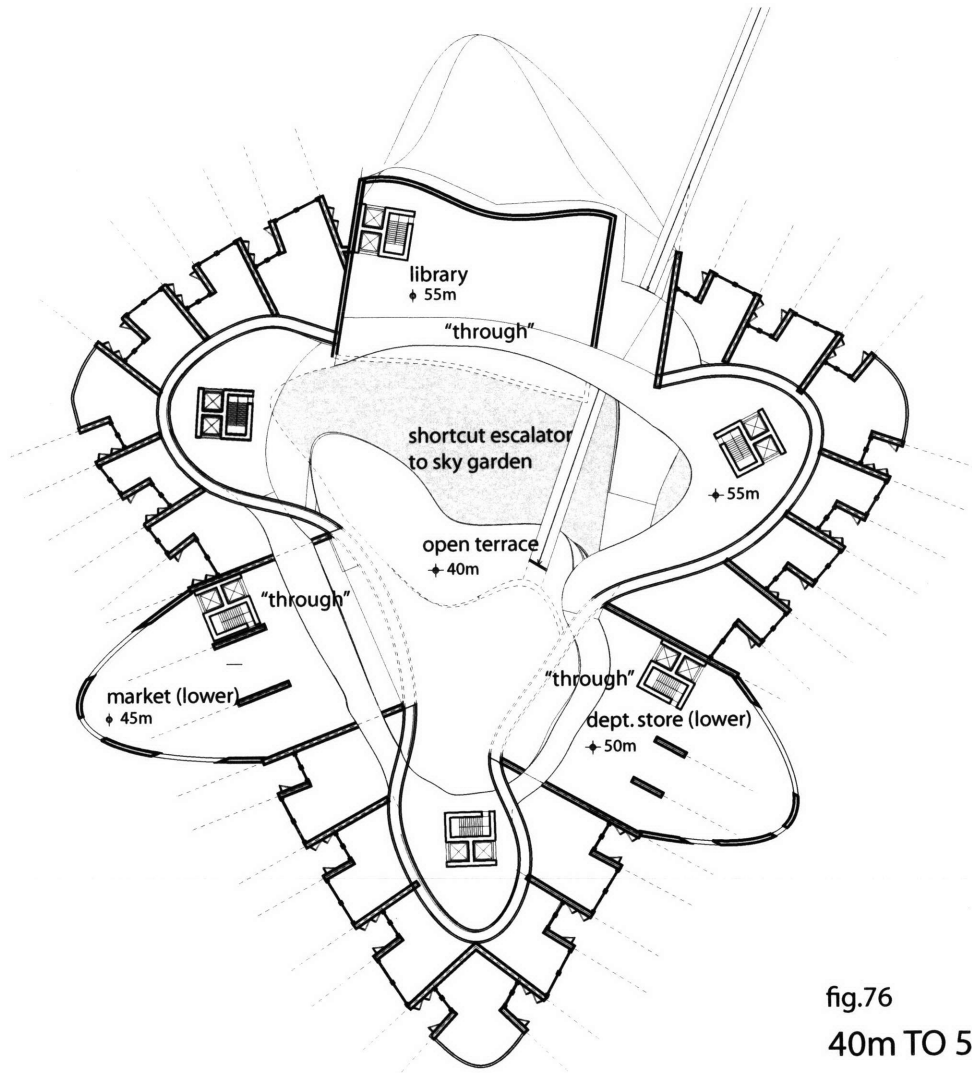 library
55m
"through"
shortcut escalator
to sky garden
55m
open terrace
40m
"through"
"through"
market (lower)
45m
dept. store (lower)
50m
fig.76
40m TO 5